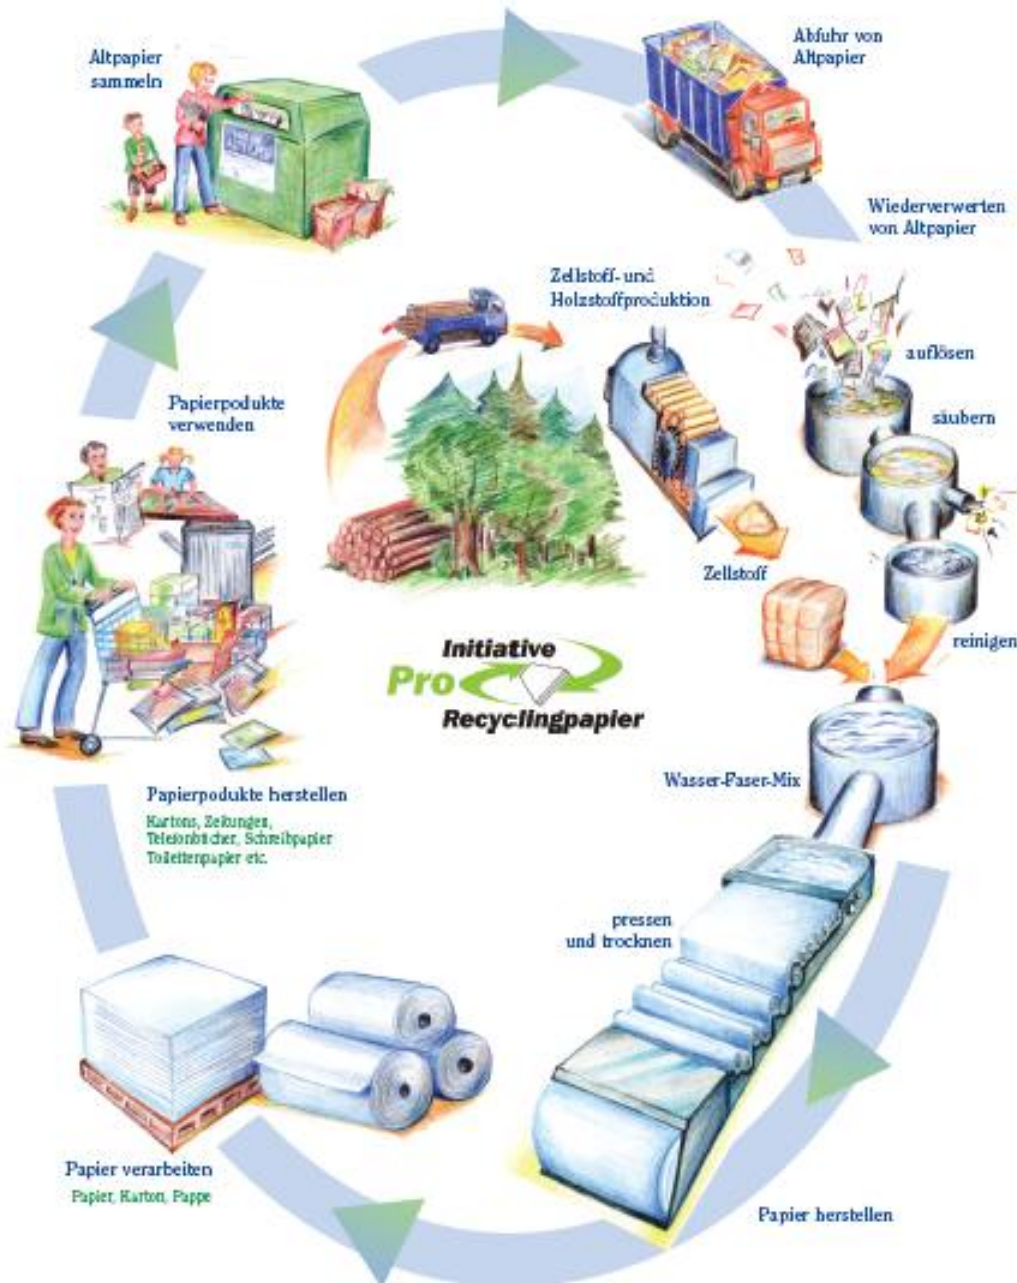 Altpapier
sammeln
Abfuhr von
Altpapier
Wiederverwerten
von Altpapier
Zellstoff- und
Holzstoffproduktion
auflösen
säubern
Papierpodukte
verwenden
Zellstoff
reinigen
Initiative
Pro
Recyclingpapier
Wasser-Faser-Mix
Papierpodukte herstellen
Kartons, Zeitungen,
Telefonbücher, Schreibpapier
Toilettenpapier etc.
pressen
und trocknen
Papier verarbeiten
Papier, Karton, Pappe
Papier herstellen